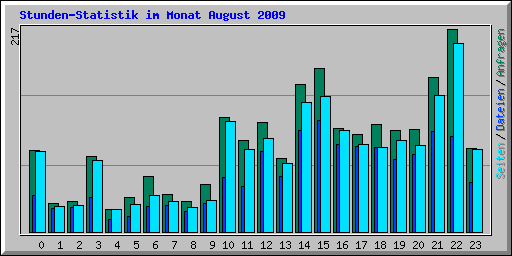 Stunden-Statistik im Monat August 2009
217
Seiten/Dateien/Anfragen
0 1 2 3 4 5 6 7 8 9 10 11 12 13 14 15 16 17 18 19 20 21 22 23